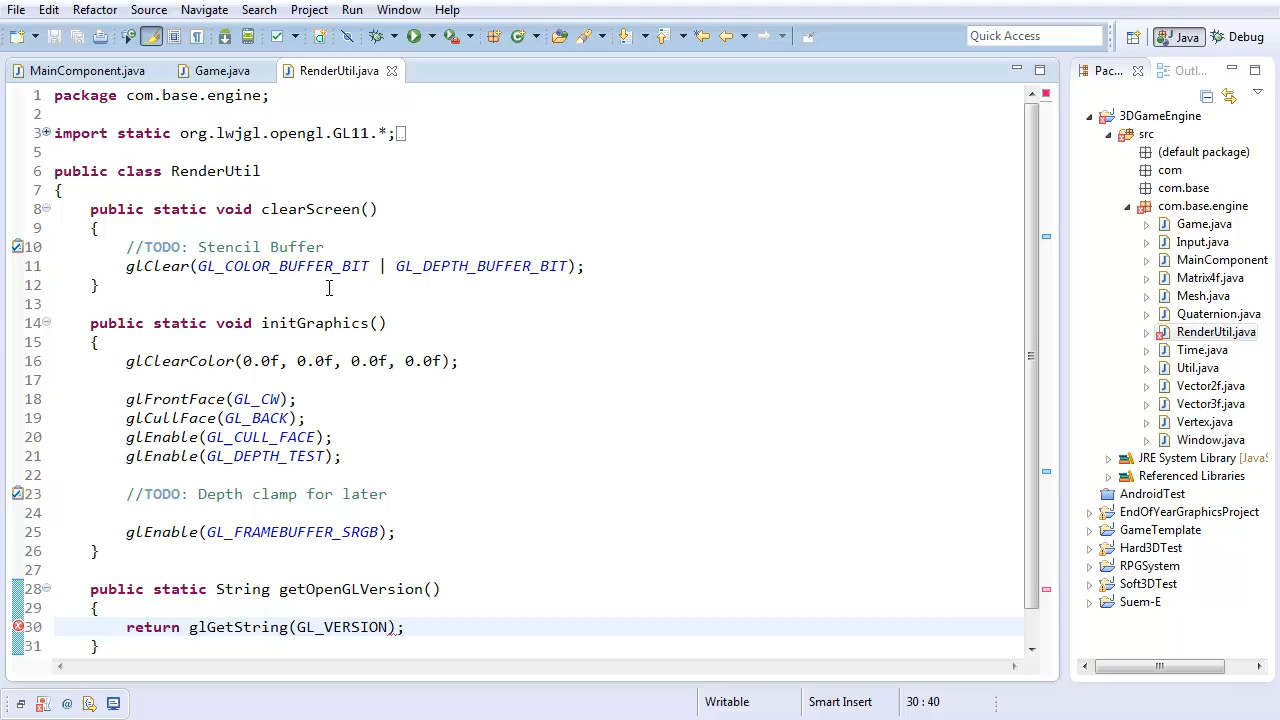 File Edit Refactor Source Navigate Search Project Run Window Help
Quick Access Java Debug
MainComponent.java Game.java RenderUtil.java Pac... Outl...
1 package com.base.engine;
2
3 import static org.lwjgl.opengl.GL11.*;
5
6 public class RenderUtil
7 {
8 public static void clearScreen()
9 {
10 //TODO: Stencil Buffer
11 glClear(GL_COLOR_BUFFER_BIT | GL_DEPTH_BUFFER_BIT);
12 }
13
14 public static void initGraphics()
15 {
16 glClearColor(0.0f, 0.0f, 0.0f, 0.0f);
17
18 glFrontFace(GL_CW);
19 glCullFace(GL_BACK);
20 glEnable(GL_CULL_FACE);
21 glEnable(GL_DEPTH_TEST);
22
23 //TODO: Depth clamp for later
24
25 glEnable(GL_FRAMEBUFFER_SRGB);
26 }
27
28 public static String getOpenGLVersion()
29 {
30 return glGetString(GL_VERSION);
31 }
3DGameEngine
src
(default package)
com
com.base
com.base.engine
Game.java
Input.java
MainComponent
Matrix4f.java
Mesh.java
Quaternion.java
RenderUtil.java
Time.java
Util.java
Vector2f.java
Vector3f.java
Vertex.java
Window.java
JRE System Library [JavaS
Referenced Libraries
AndroidTest
EndOfYearGraphicsProject
GameTemplate
Hard3DTest
RPGSystem
Soft3DTest
Suem-E
Writable Smart Insert 30 : 40